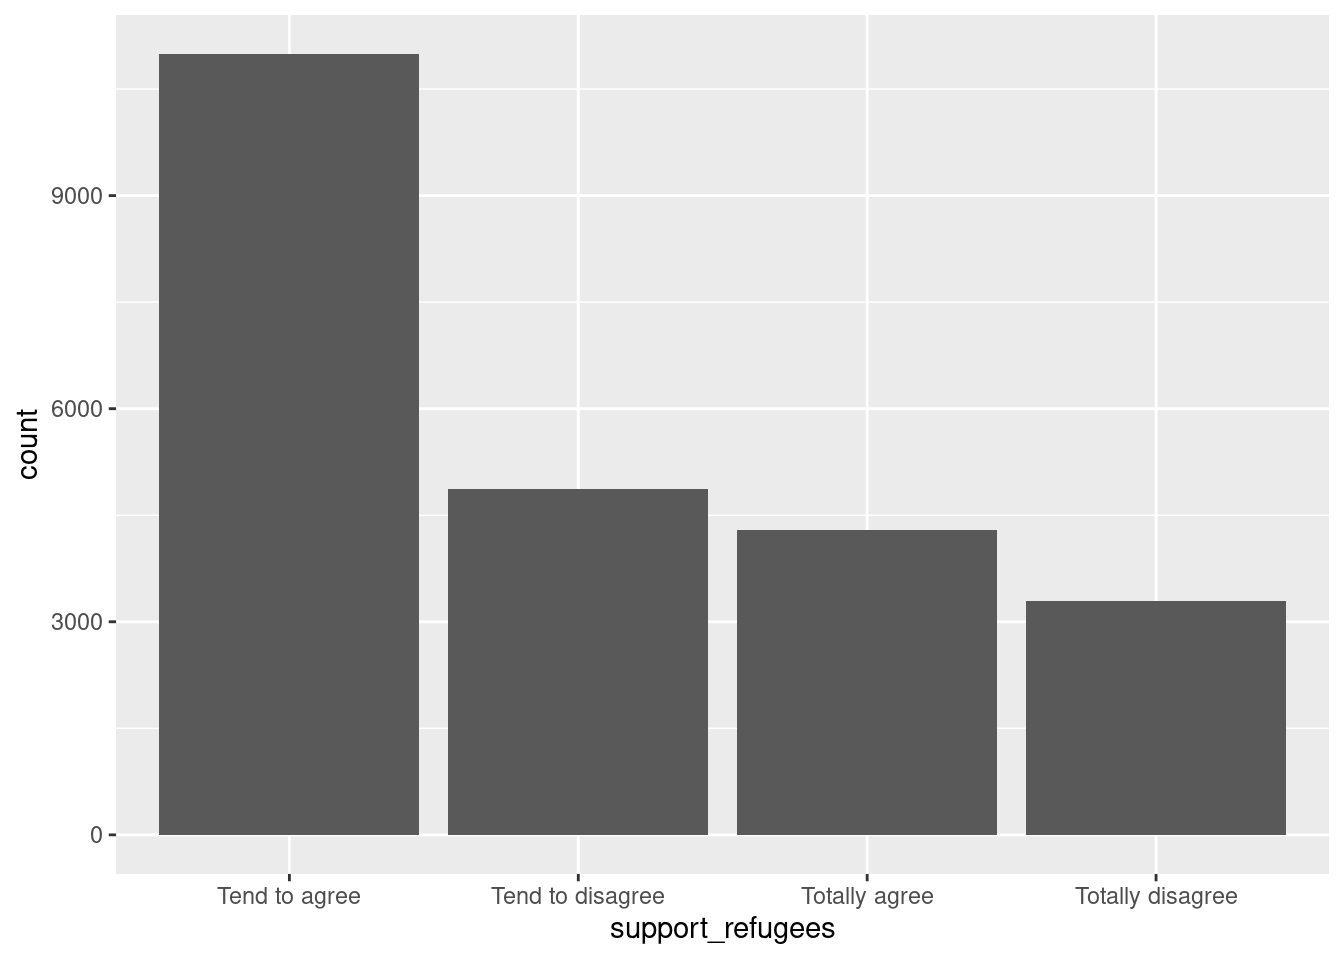 count
9000
6000
3000
0
Tend to agree
Tend to disagree
Totally agree
Totally disagree
support_refugees